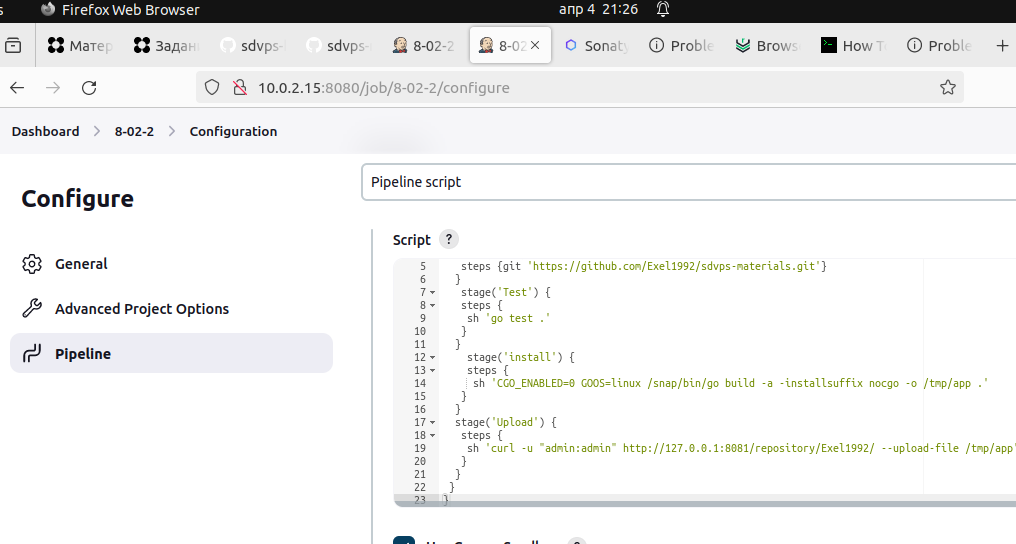 Firefox Web Browser апр 4 21:26
Матер Задани sdvps- sdvps- 8-02-2 8-02 Sonaty Proble Brows How T Proble
10.0.2.15:8080/job/8-02-2/configure
Dashboard > 8-02-2 > Configuration
Configure
General
Advanced Project Options
Pipeline
Pipeline script
Script ?
5 steps {git 'https://github.com/Exel1992/sdvps-materials.git'}
6 }
7 stage('Test') {
8 steps {
9 sh 'go test .'
10 }
11 }
12 stage('install') {
13 steps {
14 sh 'CGO_ENABLED=0 GOOS=linux /snap/bin/go build -a -installsuffix nocgo -o /tmp/app .'
15 }
16 }
17 stage('Upload') {
18 steps {
19 sh 'curl -u "admin:admin" http://127.0.0.1:8081/repository/Exel1992/ --upload-file /tmp/app'
20 }
21 }
22 }
23 }